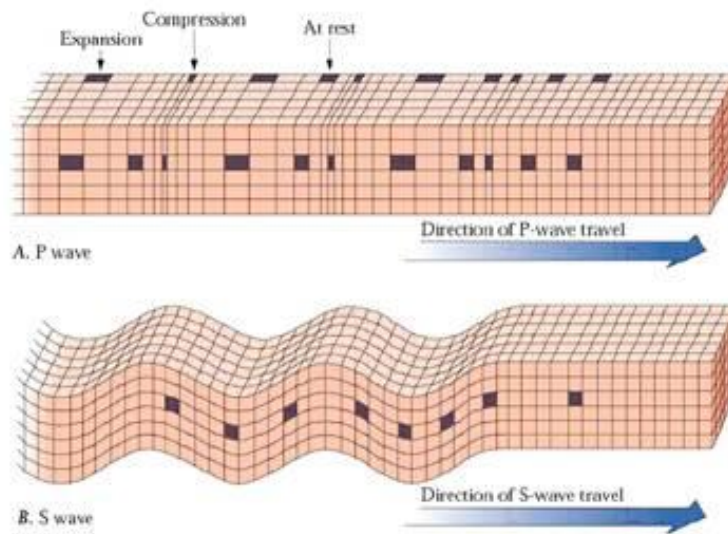 Compression
Expansion
At rest
Direction of P-wave travel
A. P wave
Direction of S-wave travel
B. S wave